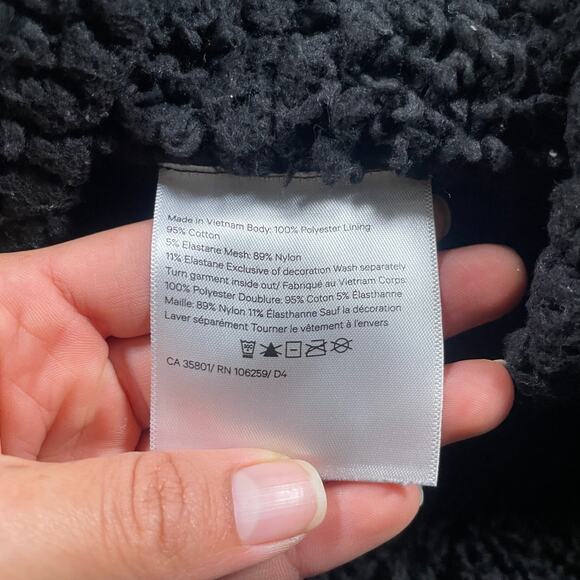 Made in Vietnam Body: 100% Polyester Lining
95% Cotton
5% Elastane Mesh: 89% Nylon
11% Elastane Exclusive of decoration Wash separately
Turn garment inside out/ Fabriqué au Vietnam Corps:
100% Polyester Doublure: 95% Coton 5% Élasthanne
Maille: 89% Nylon 11% Élasthanne Sauf la décoration
Laver séparément Tourner le vêtement à l'envers
CA 35801/ RN 106259/ D4